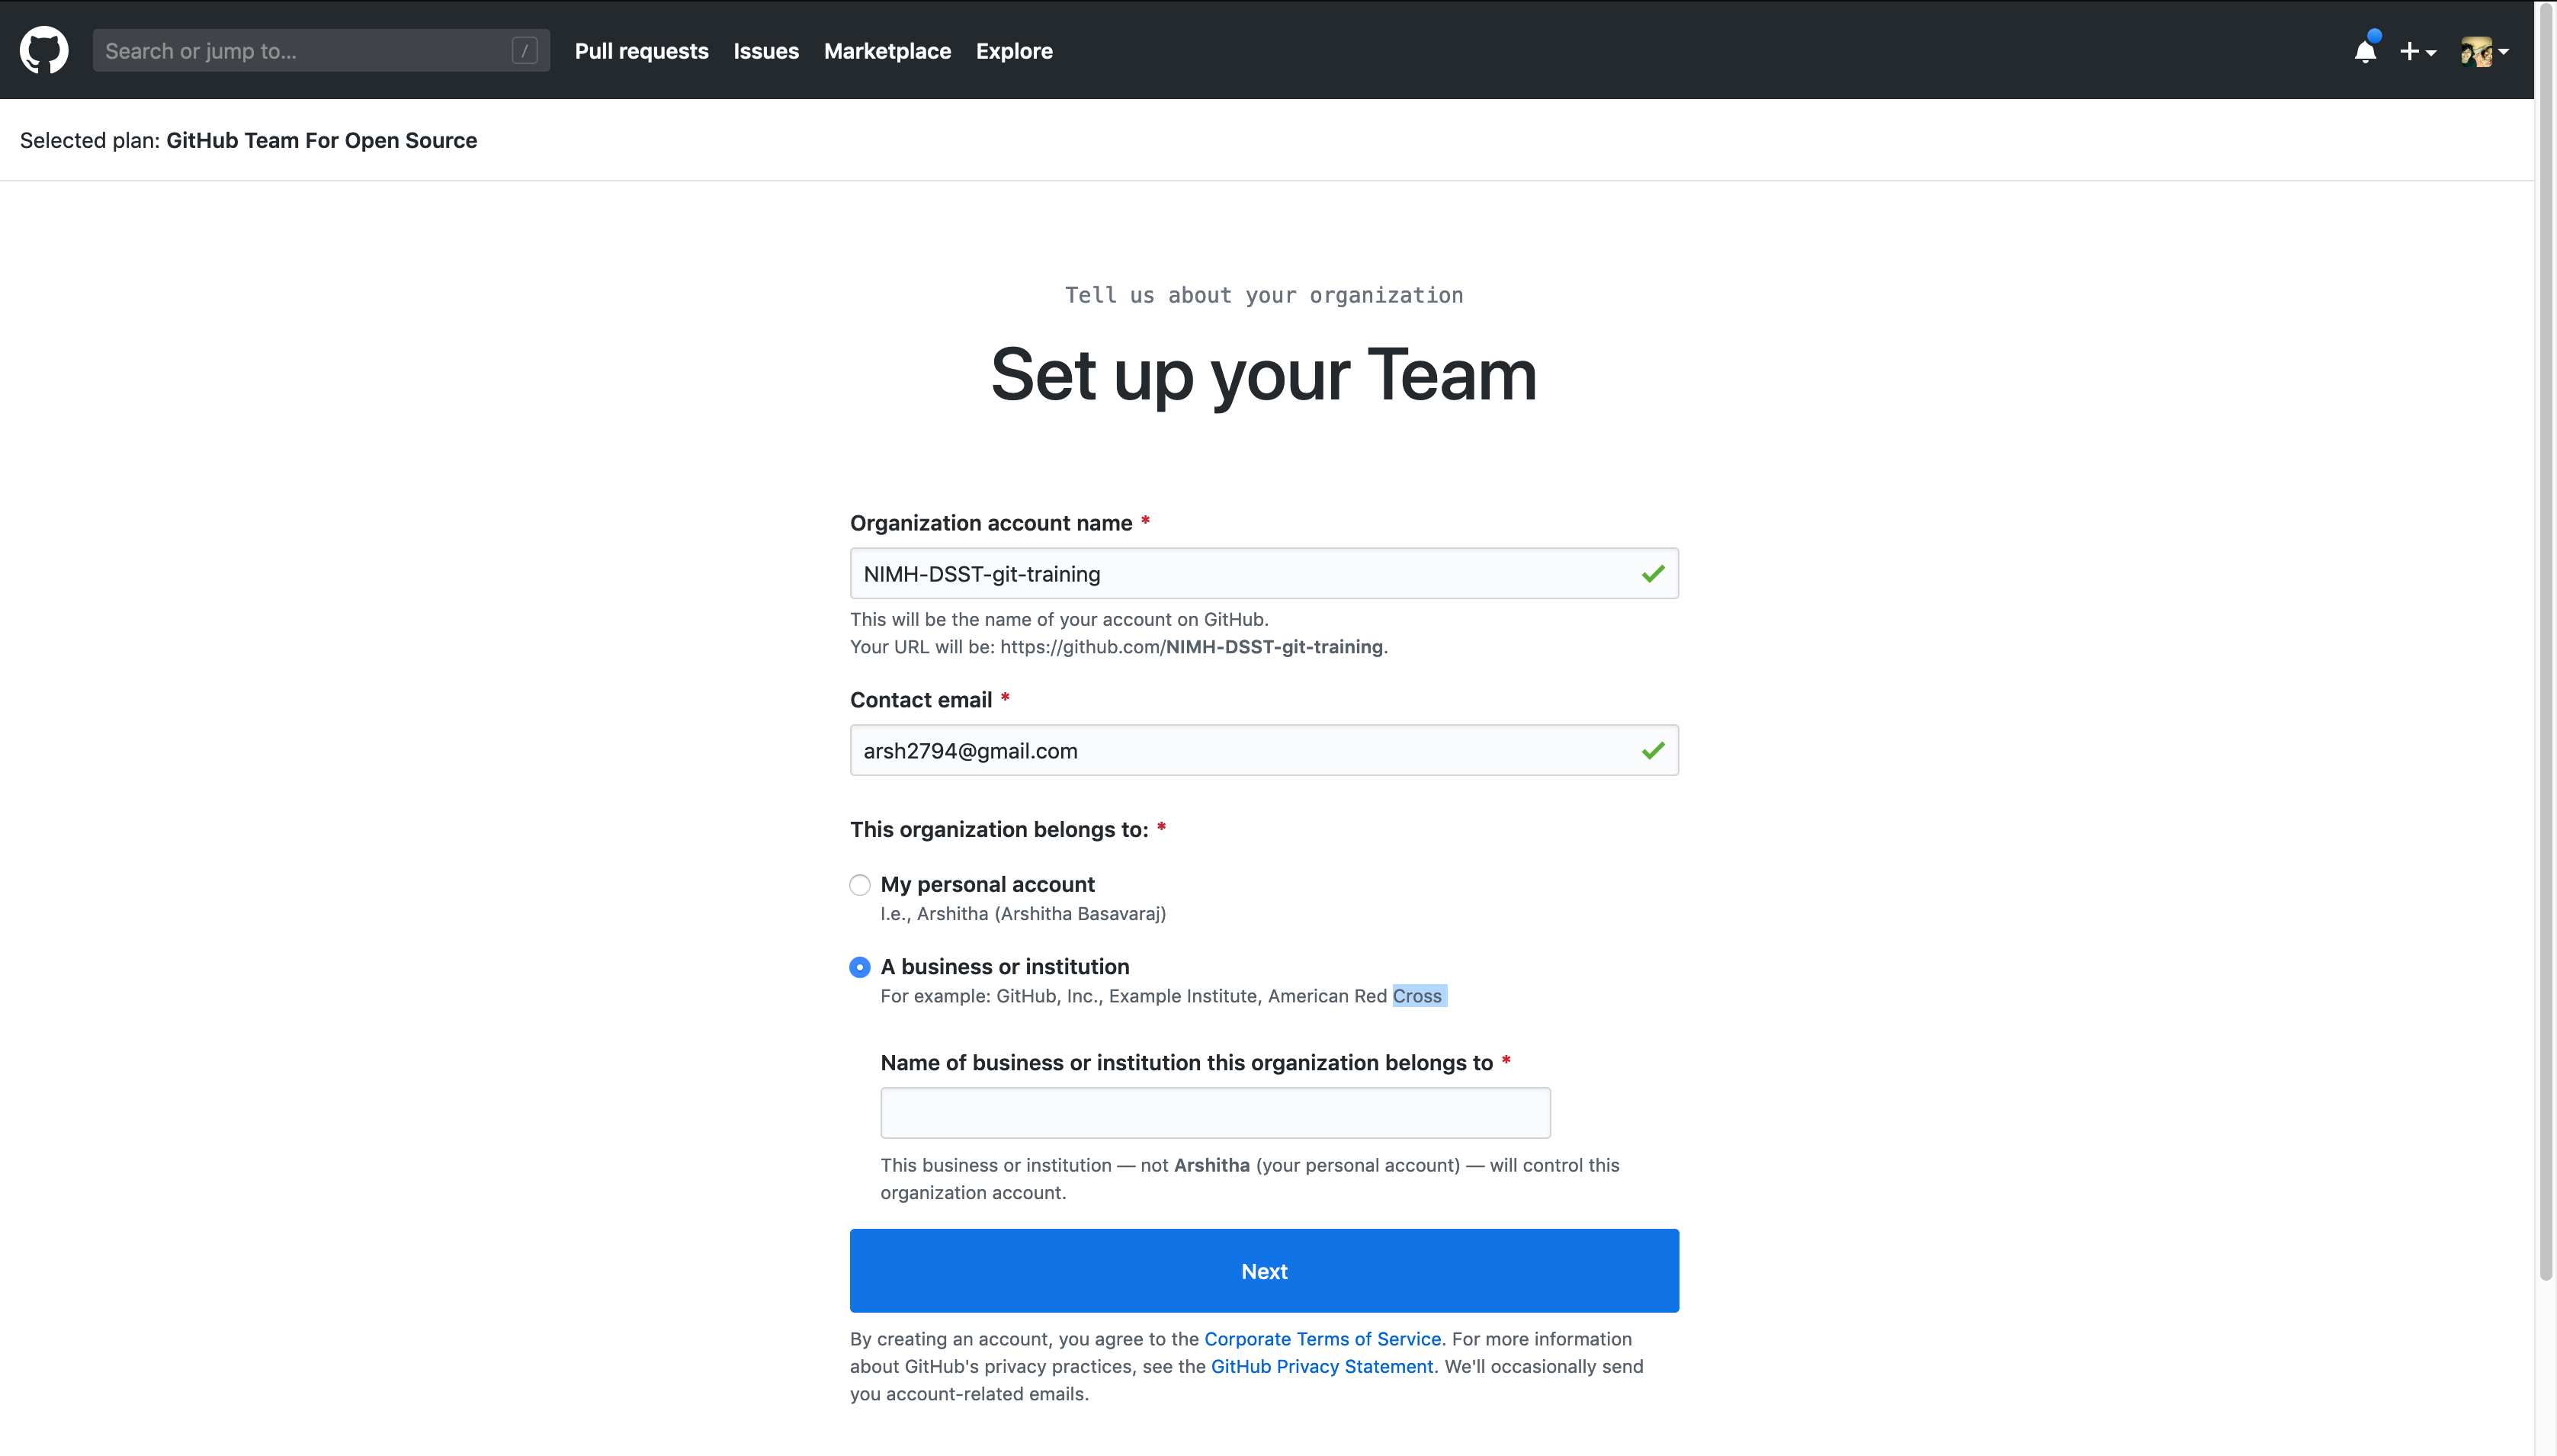 Search or jump to... / Pull requests Issues Marketplace Explore
Selected plan: GitHub Team For Open Source
Tell us about your organization
Set up your Team
Organization account name *
NIMH-DSST-git-training
This will be the name of your account on GitHub.
Your URL will be: https://github.com/NIMH-DSST-git-training.
Contact email *
arsh2794@gmail.com
This organization belongs to: *
My personal account
I.e., Arshitha (Arshitha Basavaraj)
A business or institution
For example: GitHub, Inc., Example Institute, American Red Cross
Name of business or institution this organization belongs to *
This business or institution — not Arshitha (your personal account) — will control this
organization account.
Next
By creating an account, you agree to the Corporate Terms of Service. For more information
about GitHub's privacy practices, see the GitHub Privacy Statement. We'll occasionally send
you account-related emails.